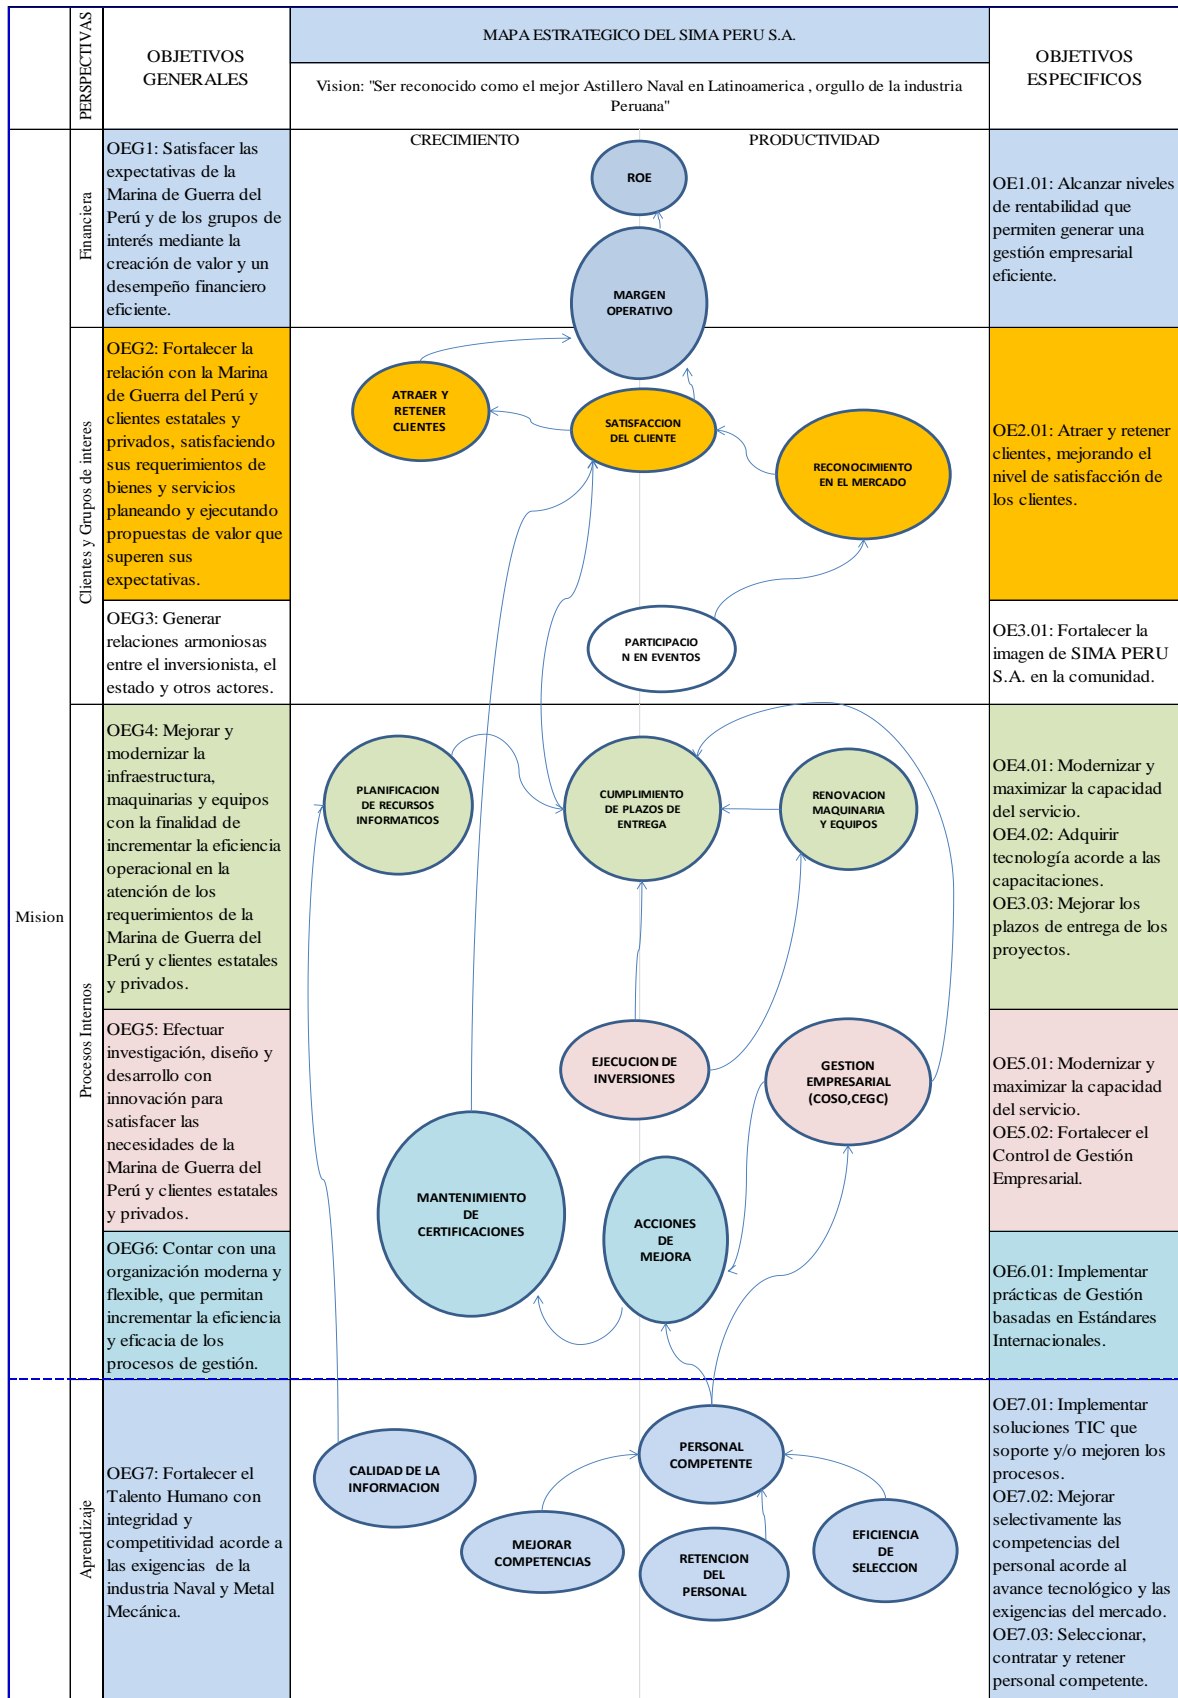 PERSPECTIVAS
OBJETIVOS
GENERALES
MAPA ESTRATEGICO DEL SIMA PERU S.A.
Vision: "Ser reconocido como el mejor Astillero Naval en Latinoamerica , orgullo de la industria
Peruana"
OBJETIVOS
ESPECIFICOS
Mision
Financiera
OEG1: Satisfacer las
expectativas de la
Marina de Guerra del
Perú y de los grupos de
interés mediante la
creación de valor y un
desempeño financiero
eficiente.
CRECIMIENTO
PRODUCTIVIDAD
ROE
MARGEN
OPERATIVO
OE1.01: Alcanzar niveles
de rentabilidad que
permiten generar una
gestión empresarial
eficiente.
Clientes y Grupos de interes
OEG2: Fortalecer la
relación con la Marina
de Guerra del Perú y
clientes estatales y
privados, satisfaciendo
sus requerimientos de
bienes y servicios
planeando y ejecutando
propuestas de valor que
superen sus
expectativas.
ATRAER Y
RETENER
CLIENTES
SATISFACCION
DEL CLIENTE
RECONOCIMIENTO
EN EL MERCADO
OE2.01: Atraer y retener
clientes, mejorando el
nivel de satisfacción de
los clientes.
OEG3: Generar
relaciones armoniosas
entre el inversionista, el
estado y otros actores.
PARTICIPACIO
N EN EVENTOS
OE3.01: Fortalecer la
imagen de SIMA PERU
S.A. en la comunidad.
Procesos Internos
OEG4: Mejorar y
modernizar la
infraestructura,
maquinarias y equipos
con la finalidad de
incrementar la eficiencia
operacional en la
atención de los
requerimientos de la
Marina de Guerra del
Perú y clientes estatales
y privados.
PLANIFICACION
DE RECURSOS
INFORMATICOS
CUMPLIMIENTO
DE PLAZOS DE
ENTREGA
RENOVACION
MAQUINARIA
Y EQUIPOS
OE4.01: Modernizar y
maximizar la capacidad
del servicio.
OE4.02: Adquirir
tecnología acorde a las
capacitaciones.
OE3.03: Mejorar los
plazos de entrega de los
proyectos.
OEG5: Efectuar
investigación, diseño y
desarrollo con
innovación para
satisfacer las
necesidades de la
Marina de Guerra del
Perú y clientes estatales
y privados.
EJECUCION DE
INVERSIONES
GESTION
EMPRESARIAL
(COSO,CEGC)
OE5.01: Modernizar y
maximizar la capacidad
del servicio.
OE5.02: Fortalecer el
Control de Gestión
Empresarial.
OEG6: Contar con una
organización moderna y
flexible, que permitan
incrementar la eficiencia
y eficacia de los
procesos de gestión.
MANTENIMIENTO
DE
CERTIFICACIONES
ACCIONES
DE
MEJORA
OE6.01: Implementar
prácticas de Gestión
basadas en Estándares
Internacionales.
Aprendizaje
OEG7: Fortalecer el
Talento Humano con
integridad y
competitividad acorde a
las exigencias de la
industria Naval y Metal
Mecánica.
CALIDAD DE LA
INFORMACION
PERSONAL
COMPETENTE
MEJORAR
COMPETENCIAS
RETENCION
DEL
PERSONAL
EFICIENCIA
DE
SELECCION
OE7.01: Implementar
soluciones TIC que
soporte y/o mejoren los
procesos.
OE7.02: Mejorar
selectivamente las
competencias del
personal acorde al
avance tecnológico y las
exigencias del mercado.
OE7.03: Seleccionar,
contratar y retener
personal competente.